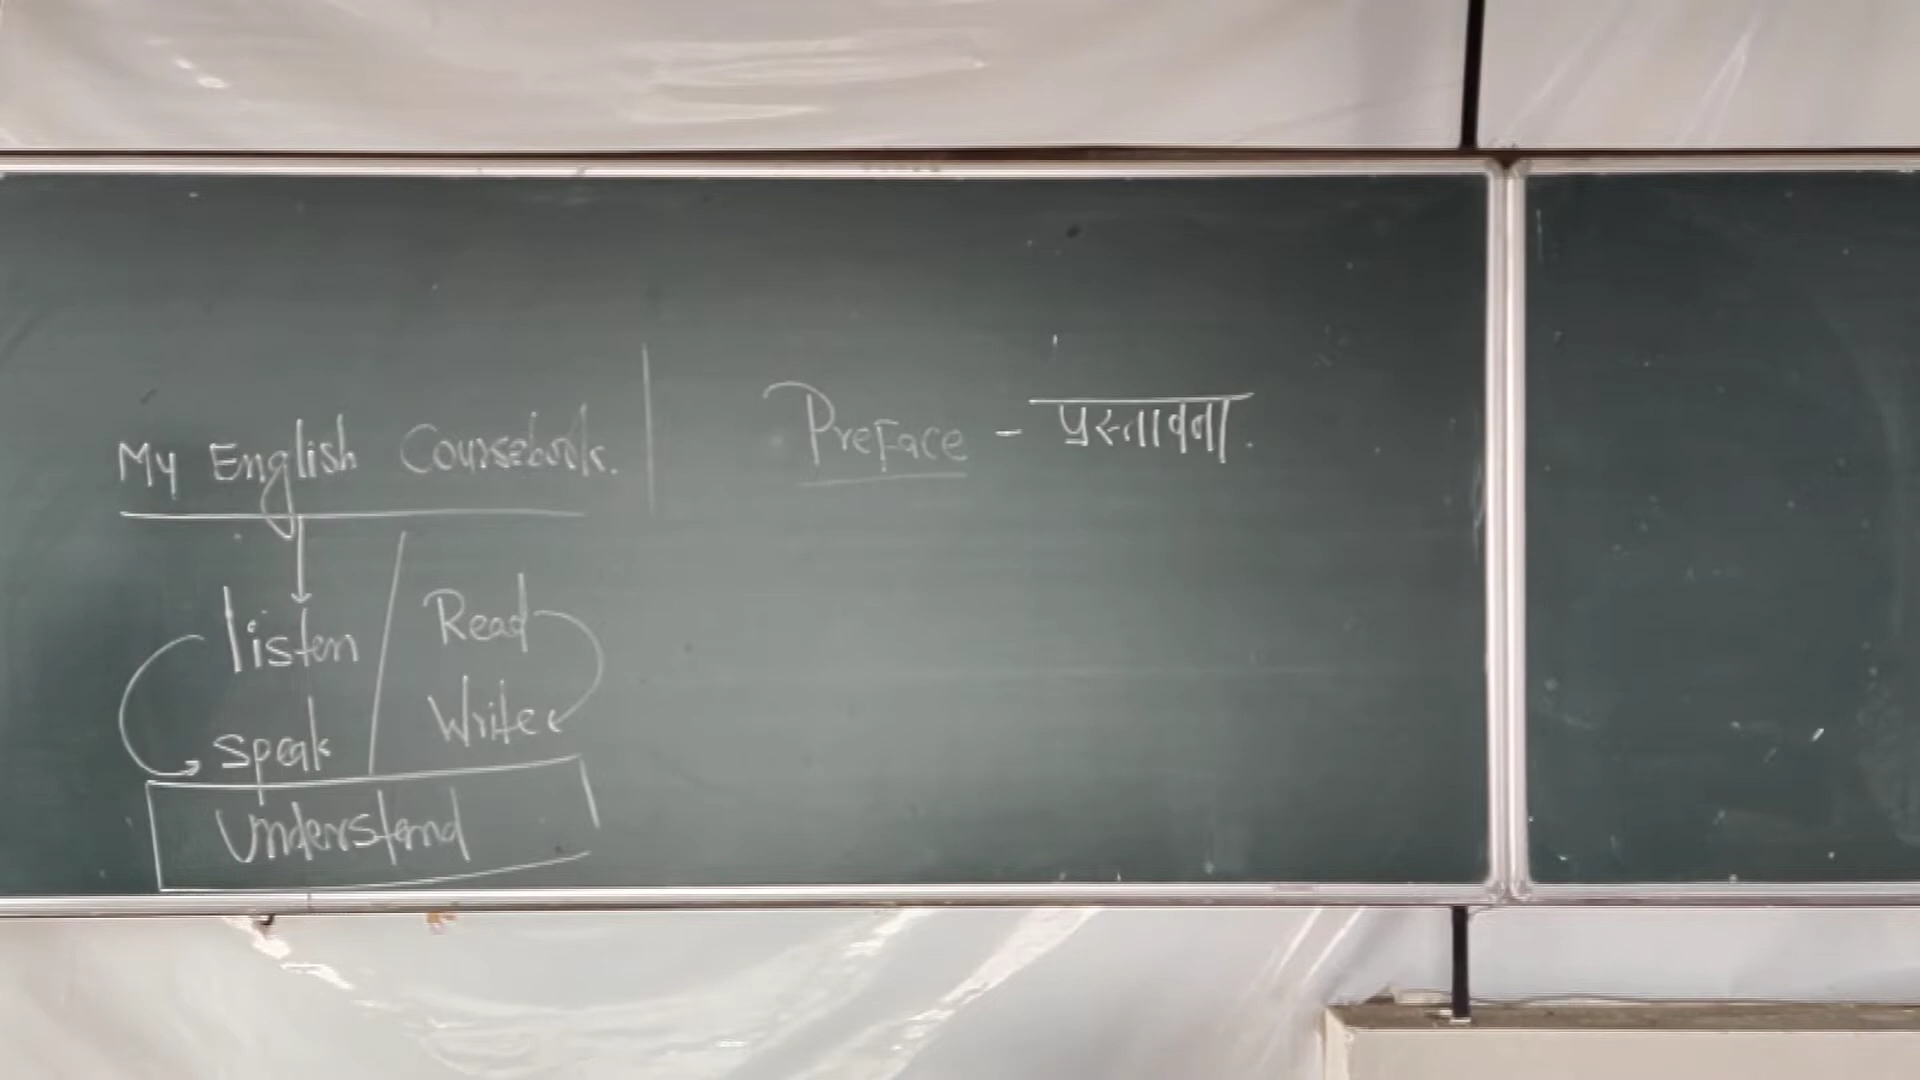 My English Coursebook.
listen
speak
Read
Write
Understand
Preface - प्रस्तावना.